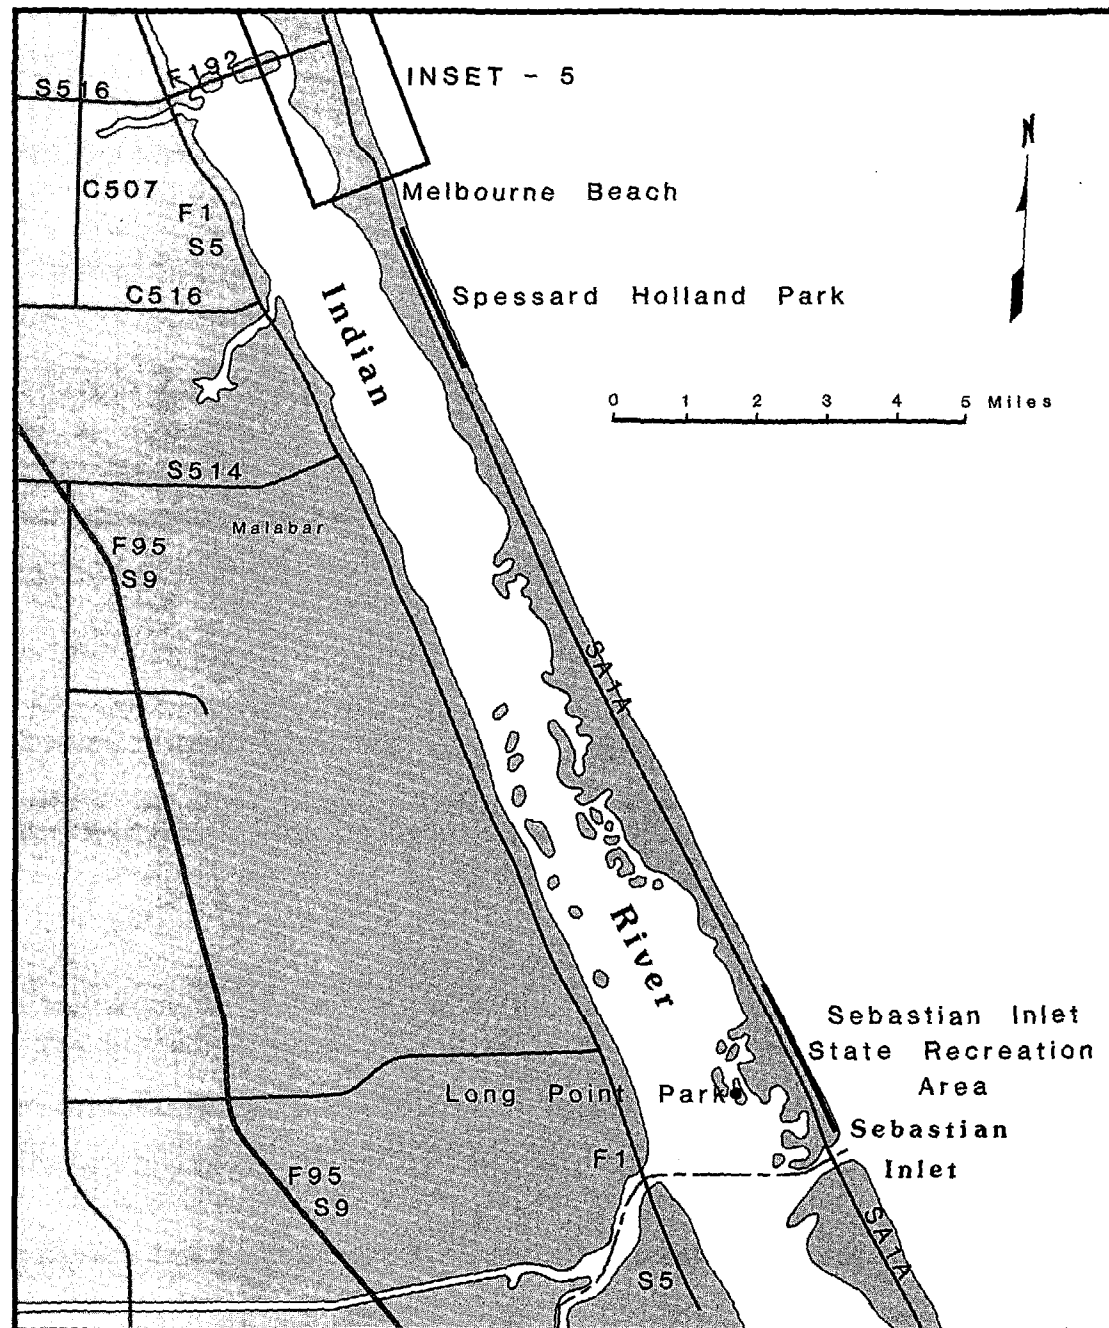 INSET - 5
F192
S516
N
C507
Melbourne Beach
F1
S5
C516
Spessard Holland Park
Indian
0 1 2 3 4 5 Miles
S514
Malabar
F95
S9
SA1A
River
Sebastian Inlet
State Recreation
Area
Long Point Park
Sebastian
Inlet
F1
F95
S9
SA1A
S5